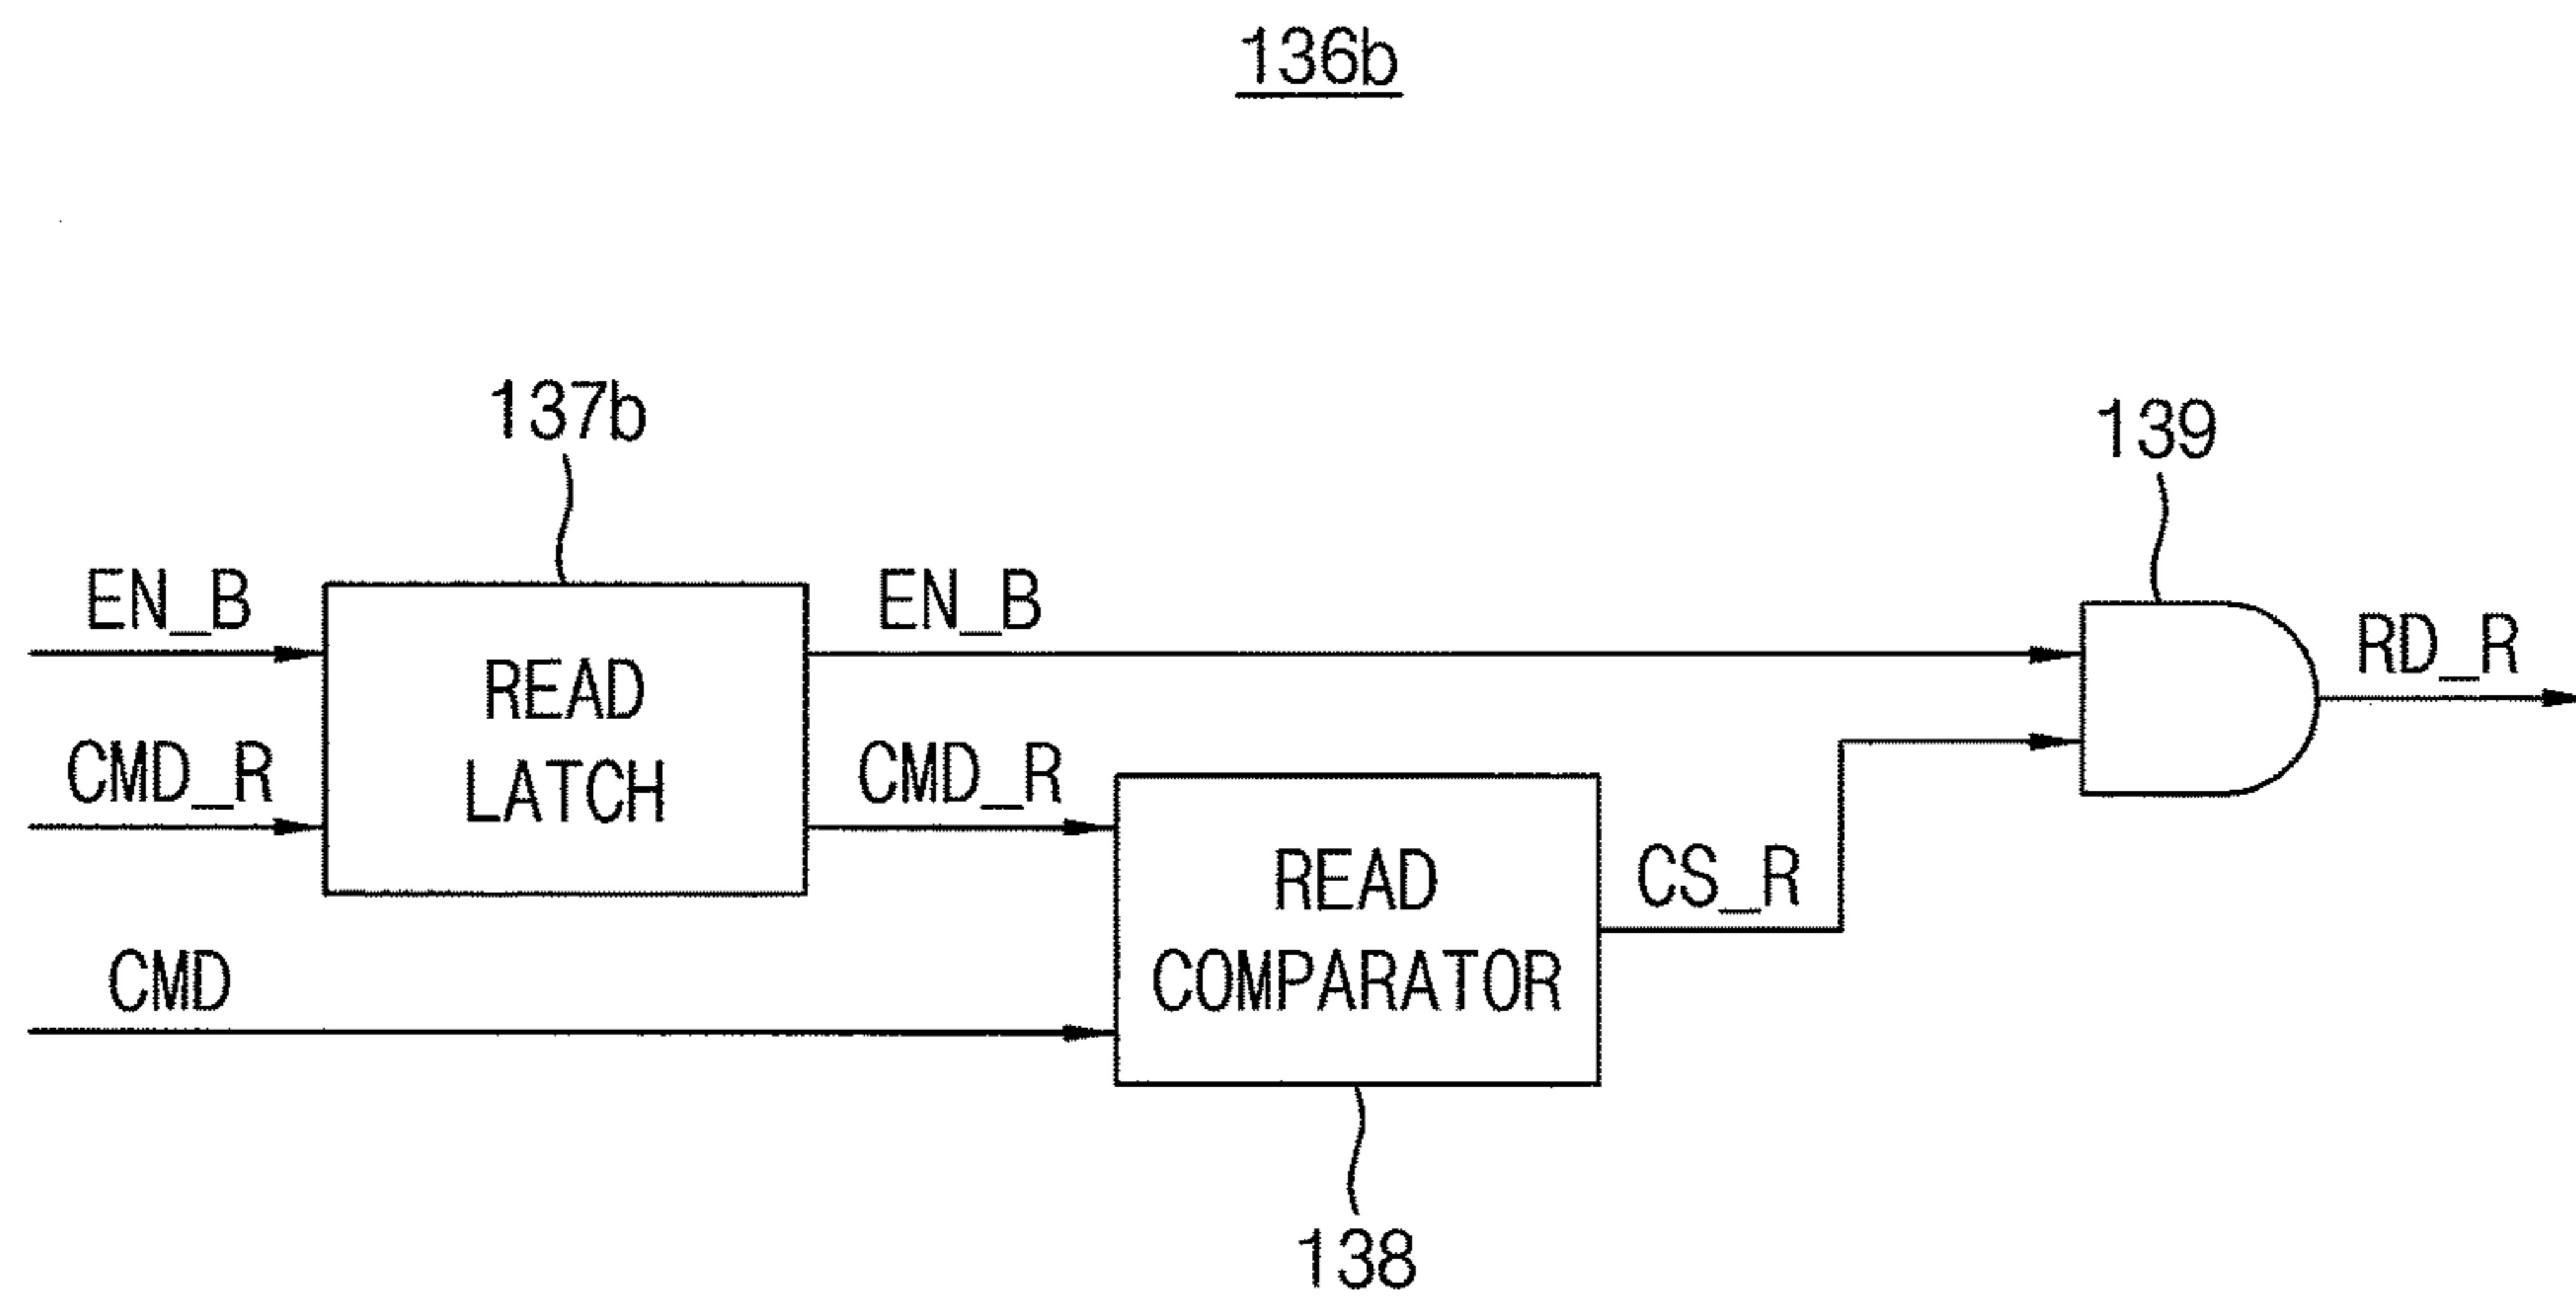 136b
137b
139
EN_B
EN_B
RD_R
READ
LATCH
CMD_R
CMD_R
READ
COMPARATOR
CS_R
CMD
138